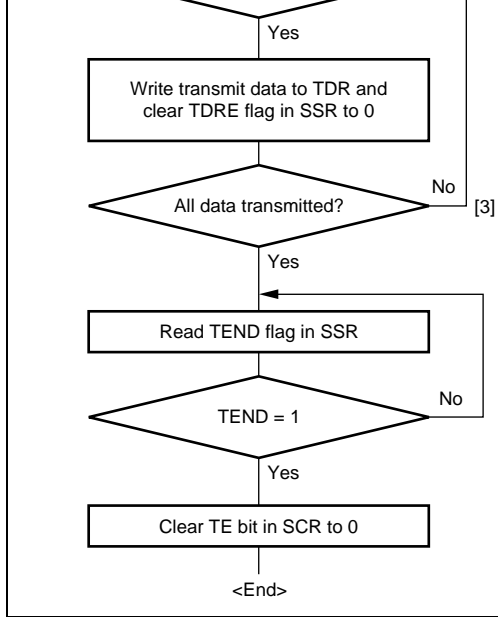 Yes
Write transmit data to TDR and
clear TDRE flag in SSR to 0
No
All data transmitted?
[3]
Yes
Read TEND flag in SSR
No
TEND = 1
Yes
Clear TE bit in SCR to 0
<End>